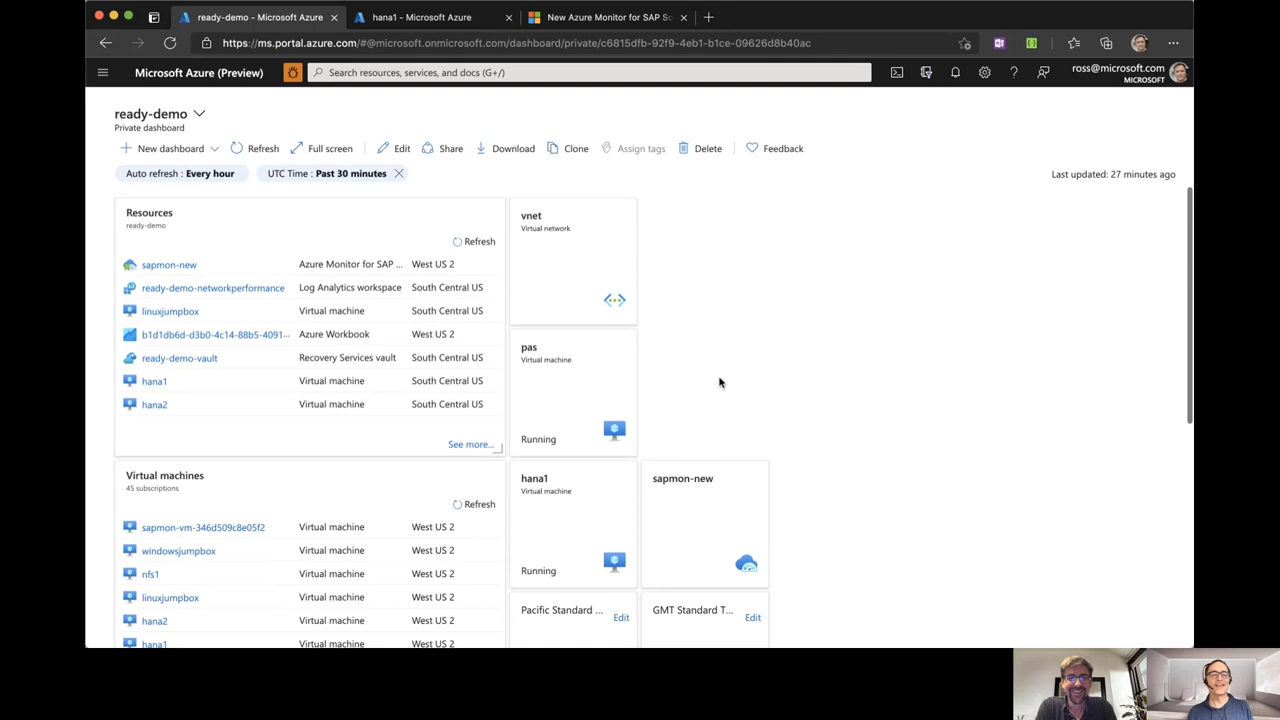 ready-demo - Microsoft Azure
hana1 - Microsoft Azure
New Azure Monitor for SAP So
https://ms.portal.azure.com/#@microsoft.onmicrosoft.com/dashboard/private/c6815dfb-92f9-4eb1-b1ce-09626d8b40ac
Microsoft Azure (Preview)
Search resources, services, and docs (G+/)
ross@microsoft.com
MICROSOFT
ready-demo
Private dashboard
New dashboard
Refresh
Full screen
Edit
Share
Download
Clone
Assign tags
Delete
Feedback
Auto refresh : Every hour
UTC Time : Past 30 minutes
Last updated: 27 minutes ago
Resources
ready-demo
Refresh
sapmon-new Azure Monitor for SAP ... West US 2
ready-demo-networkperformance Log Analytics workspace South Central US
linuxjumpbox Virtual machine South Central US
b1d1db6d-d3b0-4c14-88b5-4091... Azure Workbook West US 2
ready-demo-vault Recovery Services vault South Central US
hana1 Virtual machine South Central US
hana2 Virtual machine South Central US
See more...
vnet
Virtual network
pas
Virtual machine
Running
Virtual machines
45 subscriptions
Refresh
sapmon-vm-346d509c8e05f2 Virtual machine West US 2
windowsjumpbox Virtual machine West US 2
nfs1 Virtual machine West US 2
linuxjumpbox Virtual machine West US 2
hana2 Virtual machine West US 2
hana1 Virtual machine West US 2
hana1
Virtual machine
Running
sapmon-new
Pacific Standard ...
Edit
GMT Standard T...
Edit